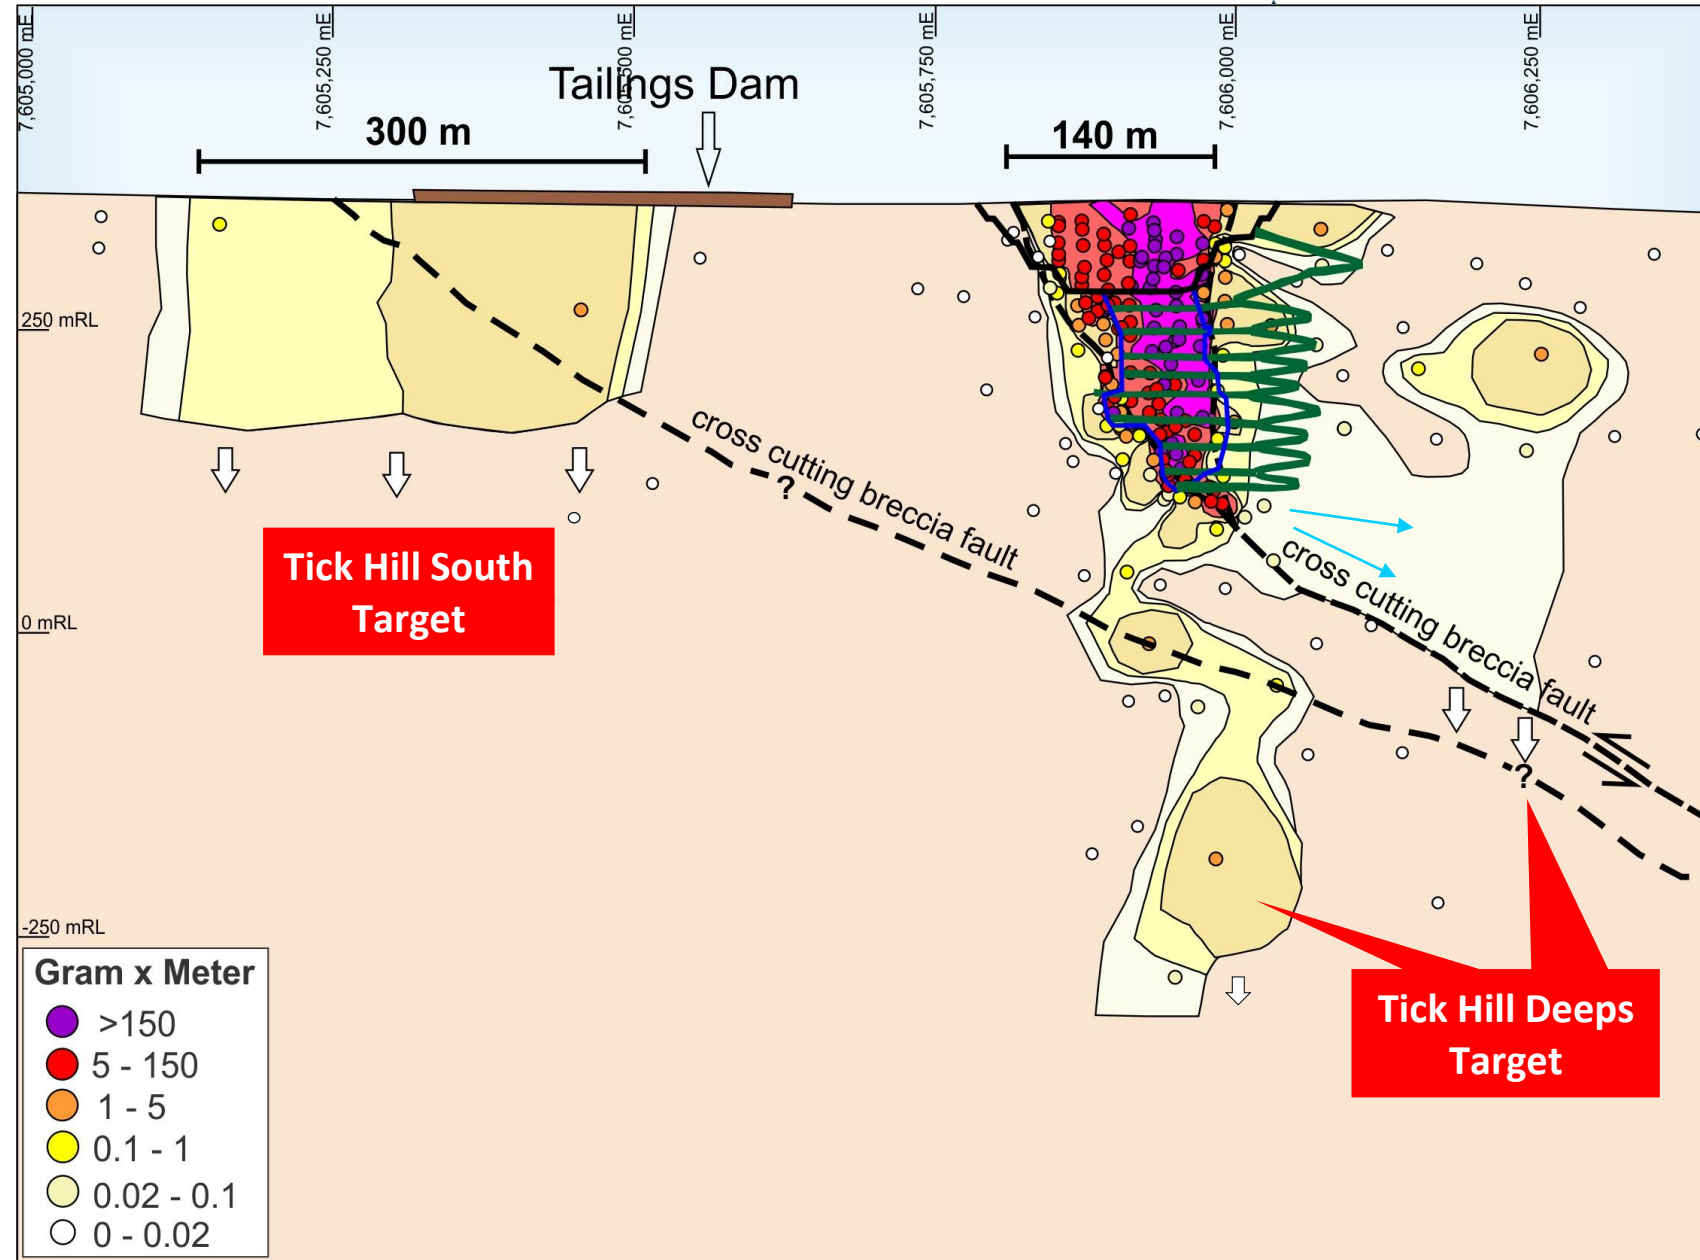 7,605,000 mE
7,605,250 mE
7,605,500 mE
7,605,750 mE
7,606,000 mE
7,606,250 mE
Tailings Dam
300 m
140 m
250 mRL
cross cutting breccia fault
?
cross cutting breccia fault
?
Tick Hill South
Target
0 mRL
-250 mRL
Tick Hill Deeps
Target
Gram x Meter
>150
5 - 150
1 - 5
0.1 - 1
0.02 - 0.1
0 - 0.02